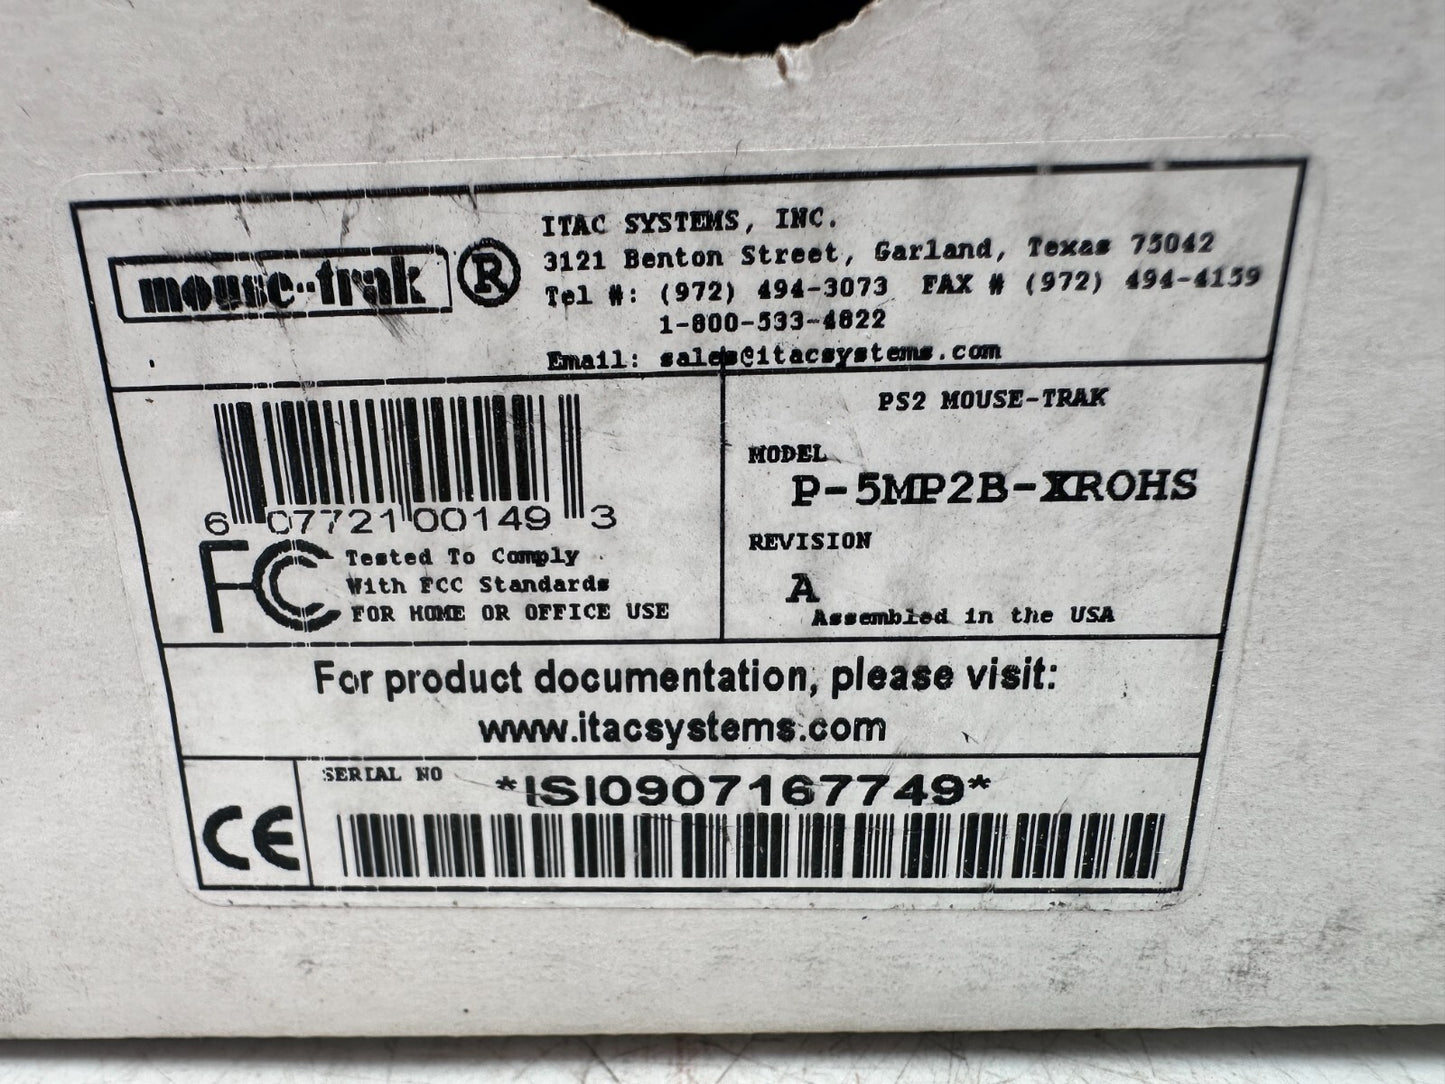 mouse-trak®
ITAC SYSTEMS, INC.
3121 Benton Street, Garland, Texas 75042
Tel #: (972) 494-3073 FAX # (972) 494-4159
1-800-533-4822
Email: sales@itacsystems.com
6 07721 00149 3
FC Tested To Comply
With FCC Standards
FOR HOME OR OFFICE USE
PS2 MOUSE-TRAK
MODEL
P-5MP2B-XROHS
REVISION
A
Assembled in the USA
For product documentation, please visit:
www.itacsystems.com
CE
SERIAL NO
*ISI0907167749*